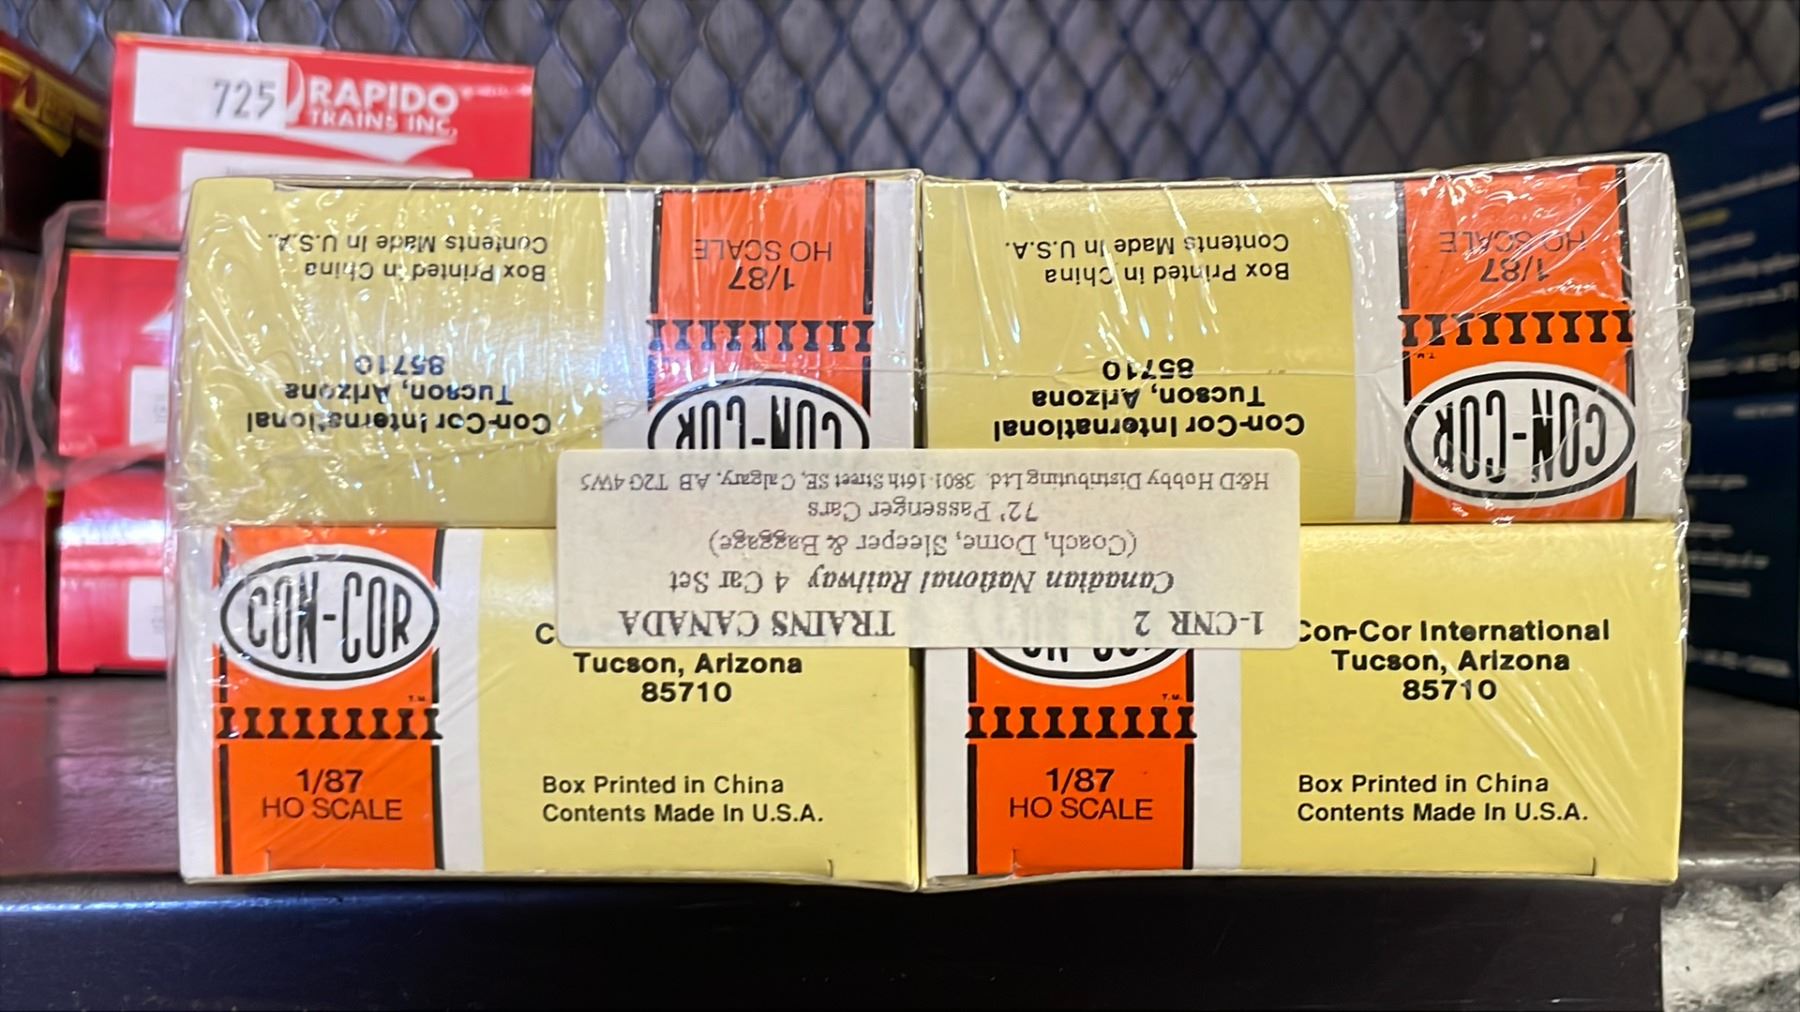 725
RAPIDO
TRAINS INC
CON-COR
1/87
HO SCALE
Con-Cor International
Tucson, Arizona
85710
Box Printed in China
Contents Made In U.S.A.
CON-COR
T.M.
1/87
HO SCALE
Con-Cor International
Tucson, Arizona
85710
Box Printed in China
Contents Made In U.S.A.
1-CNR 2 TRAINS CANADA
Canadian National Railway 4 Car Set
(Coach, Dome, Sleeper & Baggage)
72' Passenger Cars
H&D Hobby Distributing Ltd. 3801-16th Street SE, Calgary, AB T2G 4W5
CON-COR
T.M.
1/87
HO SCALE
Tucson, Arizona
85710
Box Printed in China
Contents Made In U.S.A.
T.M.
1/87
HO SCALE
Con-Cor International
Tucson, Arizona
85710
Box Printed in China
Contents Made In U.S.A.